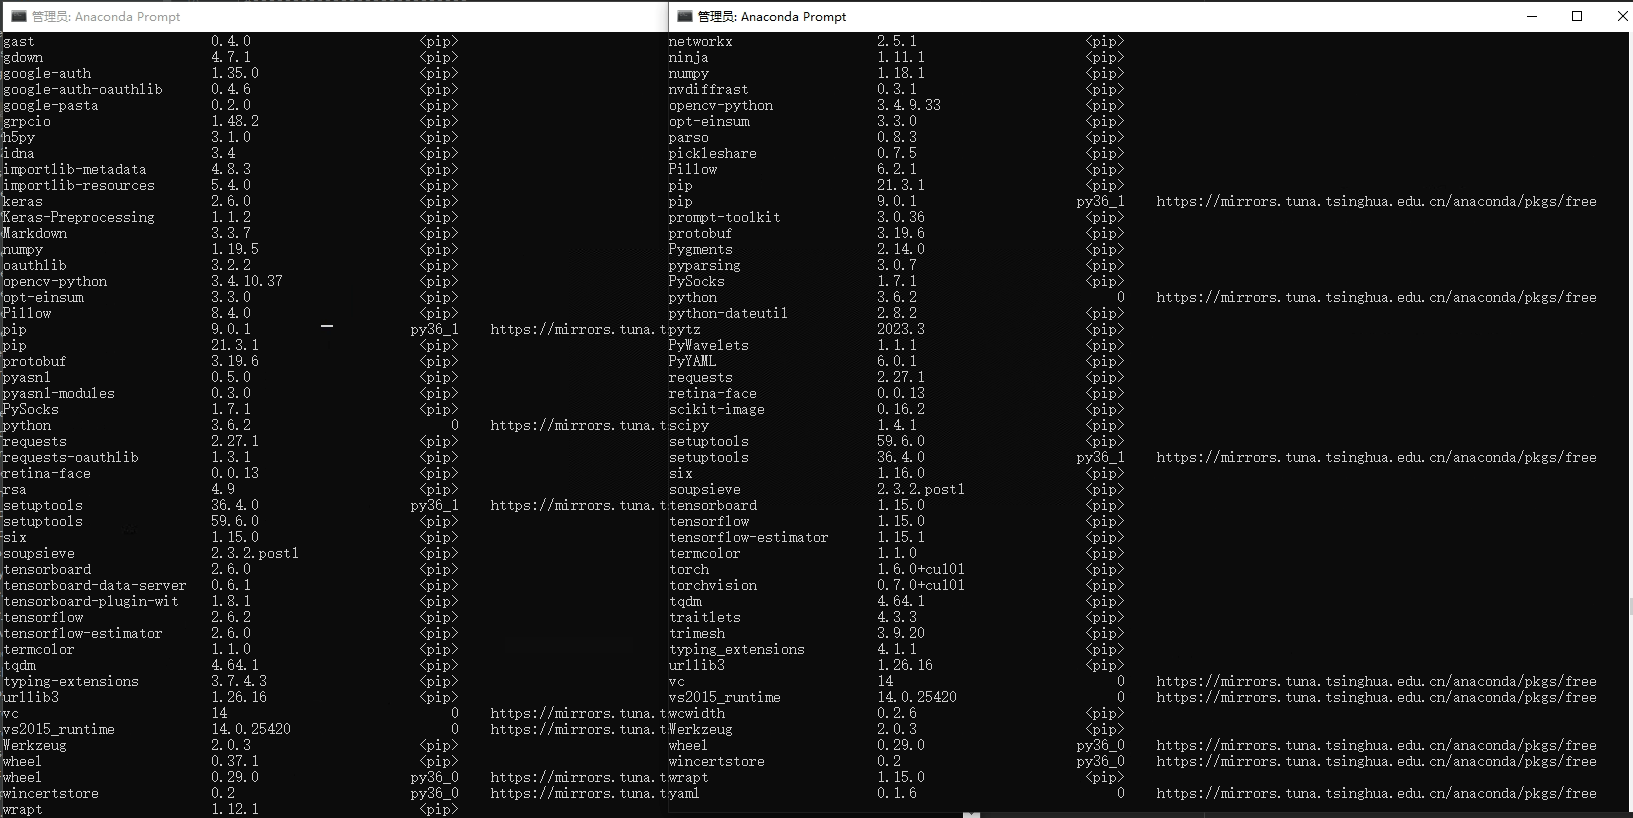 管理员: Anaconda Prompt
gast 0.4.0 <pip>
gdown 4.7.1 <pip>
google-auth 1.35.0 <pip>
google-auth-oauthlib 0.4.6 <pip>
google-pasta 0.2.0 <pip>
grpcio 1.48.2 <pip>
h5py 3.1.0 <pip>
idna 3.4 <pip>
importlib-metadata 4.8.3 <pip>
importlib-resources 5.4.0 <pip>
keras 2.6.0 <pip>
Keras-Preprocessing 1.1.2 <pip>
Markdown 3.3.7 <pip>
numpy 1.19.5 <pip>
oauthlib 3.2.2 <pip>
opencv-python 3.4.10.37 <pip>
opt-einsum 3.3.0 <pip>
Pillow 8.4.0 <pip>
pip 9.0.1 py36_1 https://mirrors.tuna.t
pip 21.3.1 <pip>
protobuf 3.19.6 <pip>
pyasn1 0.5.0 <pip>
pyasn1-modules 0.3.0 <pip>
PySocks 1.7.1 <pip>
python 3.6.2 0 https://mirrors.tuna.t
requests 2.27.1 <pip>
requests-oauthlib 1.3.1 <pip>
retina-face 0.0.13 <pip>
rsa 4.9 <pip>
setuptools 36.4.0 py36_1 https://mirrors.tuna.t
setuptools 59.6.0 <pip>
six 1.15.0 <pip>
soupsieve 2.3.2.post1 <pip>
tensorboard 2.6.0 <pip>
tensorboard-data-server 0.6.1 <pip>
tensorboard-plugin-wit 1.8.1 <pip>
tensorflow 2.6.2 <pip>
tensorflow-estimator 2.6.0 <pip>
termcolor 1.1.0 <pip>
tqdm 4.64.1 <pip>
typing-extensions 3.7.4.3 <pip>
urllib3 1.26.16 <pip>
vc 14 0 https://mirrors.tuna.t
vs2015_runtime 14.0.25420 0 https://mirrors.tuna.t
Werkzeug 2.0.3 <pip>
wheel 0.37.1 <pip>
wheel 0.29.0 py36_0 https://mirrors.tuna.t
wincertstore 0.2 py36_0 https://mirrors.tuna.t
wrapt 1.12.1 <pip>
管理员: Anaconda Prompt
networkx 2.5.1 <pip>
ninja 1.11.1 <pip>
numpy 1.18.1 <pip>
nvdiffrast 0.3.1 <pip>
opencv-python 3.4.9.33 <pip>
opt-einsum 3.3.0 <pip>
parso 0.8.3 <pip>
pickleshare 0.7.5 <pip>
Pillow 6.2.1 <pip>
pip 21.3.1 <pip>
pip 9.0.1 py36_1 https://mirrors.tuna.tsinghua.edu.cn/anaconda/pkgs/free
prompt-toolkit 3.0.36 <pip>
protobuf 3.19.6 <pip>
Pygments 2.14.0 <pip>
pyparsing 3.0.7 <pip>
PySocks 1.7.1 <pip>
python 3.6.2 0 https://mirrors.tuna.tsinghua.edu.cn/anaconda/pkgs/free
python-dateutil 2.8.2 <pip>
pytz 2023.3 <pip>
PyWavelets 1.1.1 <pip>
PyYAML 6.0.1 <pip>
requests 2.27.1 <pip>
retina-face 0.0.13 <pip>
scikit-image 0.16.2 <pip>
scipy 1.4.1 <pip>
setuptools 59.6.0 <pip>
setuptools 36.4.0 py36_1 https://mirrors.tuna.tsinghua.edu.cn/anaconda/pkgs/free
six 1.16.0 <pip>
soupsieve 2.3.2.post1 <pip>
tensorboard 1.15.0 <pip>
tensorflow 1.15.0 <pip>
tensorflow-estimator 1.15.1 <pip>
termcolor 1.1.0 <pip>
torch 1.6.0+cu101 <pip>
torchvision 0.7.0+cu101 <pip>
tqdm 4.64.1 <pip>
traitlets 4.3.3 <pip>
trimesh 3.9.20 <pip>
typing_extensions 4.1.1 <pip>
urllib3 1.26.16 <pip>
vc 14 0 https://mirrors.tuna.tsinghua.edu.cn/anaconda/pkgs/free
vs2015_runtime 14.0.25420 0 https://mirrors.tuna.tsinghua.edu.cn/anaconda/pkgs/free
wcwidth 0.2.6 <pip>
Werkzeug 2.0.3 <pip>
wheel 0.29.0 py36_0 https://mirrors.tuna.tsinghua.edu.cn/anaconda/pkgs/free
wincertstore 0.2 py36_0 https://mirrors.tuna.tsinghua.edu.cn/anaconda/pkgs/free
wrapt 1.15.0 <pip>
yaml 0.1.6 0 https://mirrors.tuna.tsinghua.edu.cn/anaconda/pkgs/free